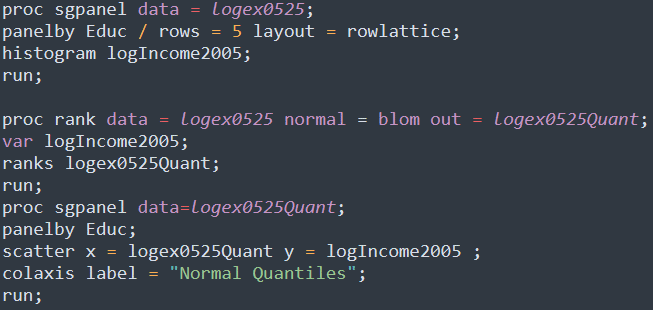 proc sgpanel data = logex0525;
panelby Educ / rows = 5 layout = rowlattice;
histogram logIncome2005;
run;
proc rank data = logex0525 normal = blom out = logex0525Quant;
var logIncome2005;
ranks logex0525Quant;
run;
proc sgpanel data=logex0525Quant;
panelby Educ;
scatter x = logex0525Quant y = logIncome2005 ;
colaxis label = "Normal Quantiles";
run;